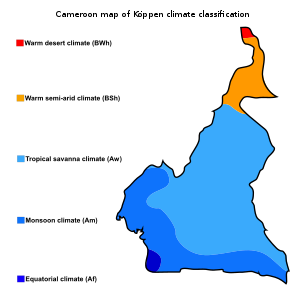 Cameroon map of Köppen climate classification
Warm desert climate (BWh)
Warm semi-arid climate (BSh)
Tropical savanna climate (Aw)
Monsoon climate (Am)
Equatorial climate (Af)